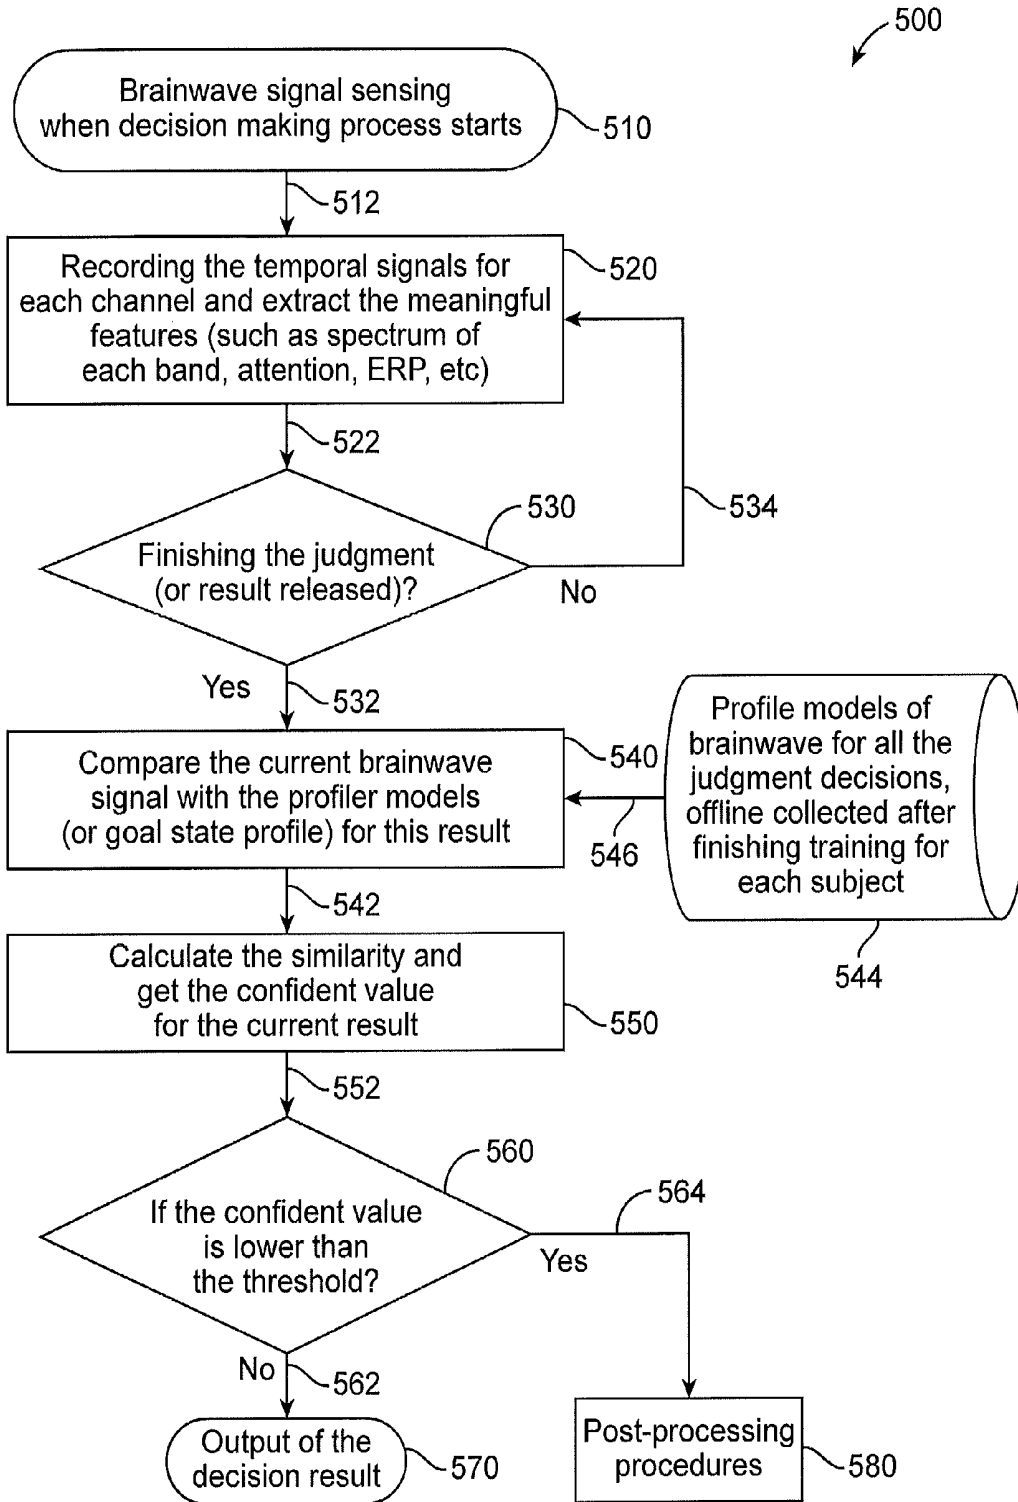 500
Brainwave signal sensing
when decision making process starts
510
512
Recording the temporal signals for
each channel and extract the meaningful
features (such as spectrum of
each band, attention, ERP, etc)
520
522
Finishing the judgment
(or result released)?
530
No
534
Yes
532
Compare the current brainwave
signal with the profiler models
(or goal state profile) for this result
540
Profile models of
brainwave for all the
judgment decisions,
offline collected after
finishing training for
each subject
546
544
542
Calculate the similarity and
get the confident value
for the current result
550
552
If the confident value
is lower than
the threshold?
560
564
Yes
No
562
Output of the
decision result
570
Post-processing
procedures
580